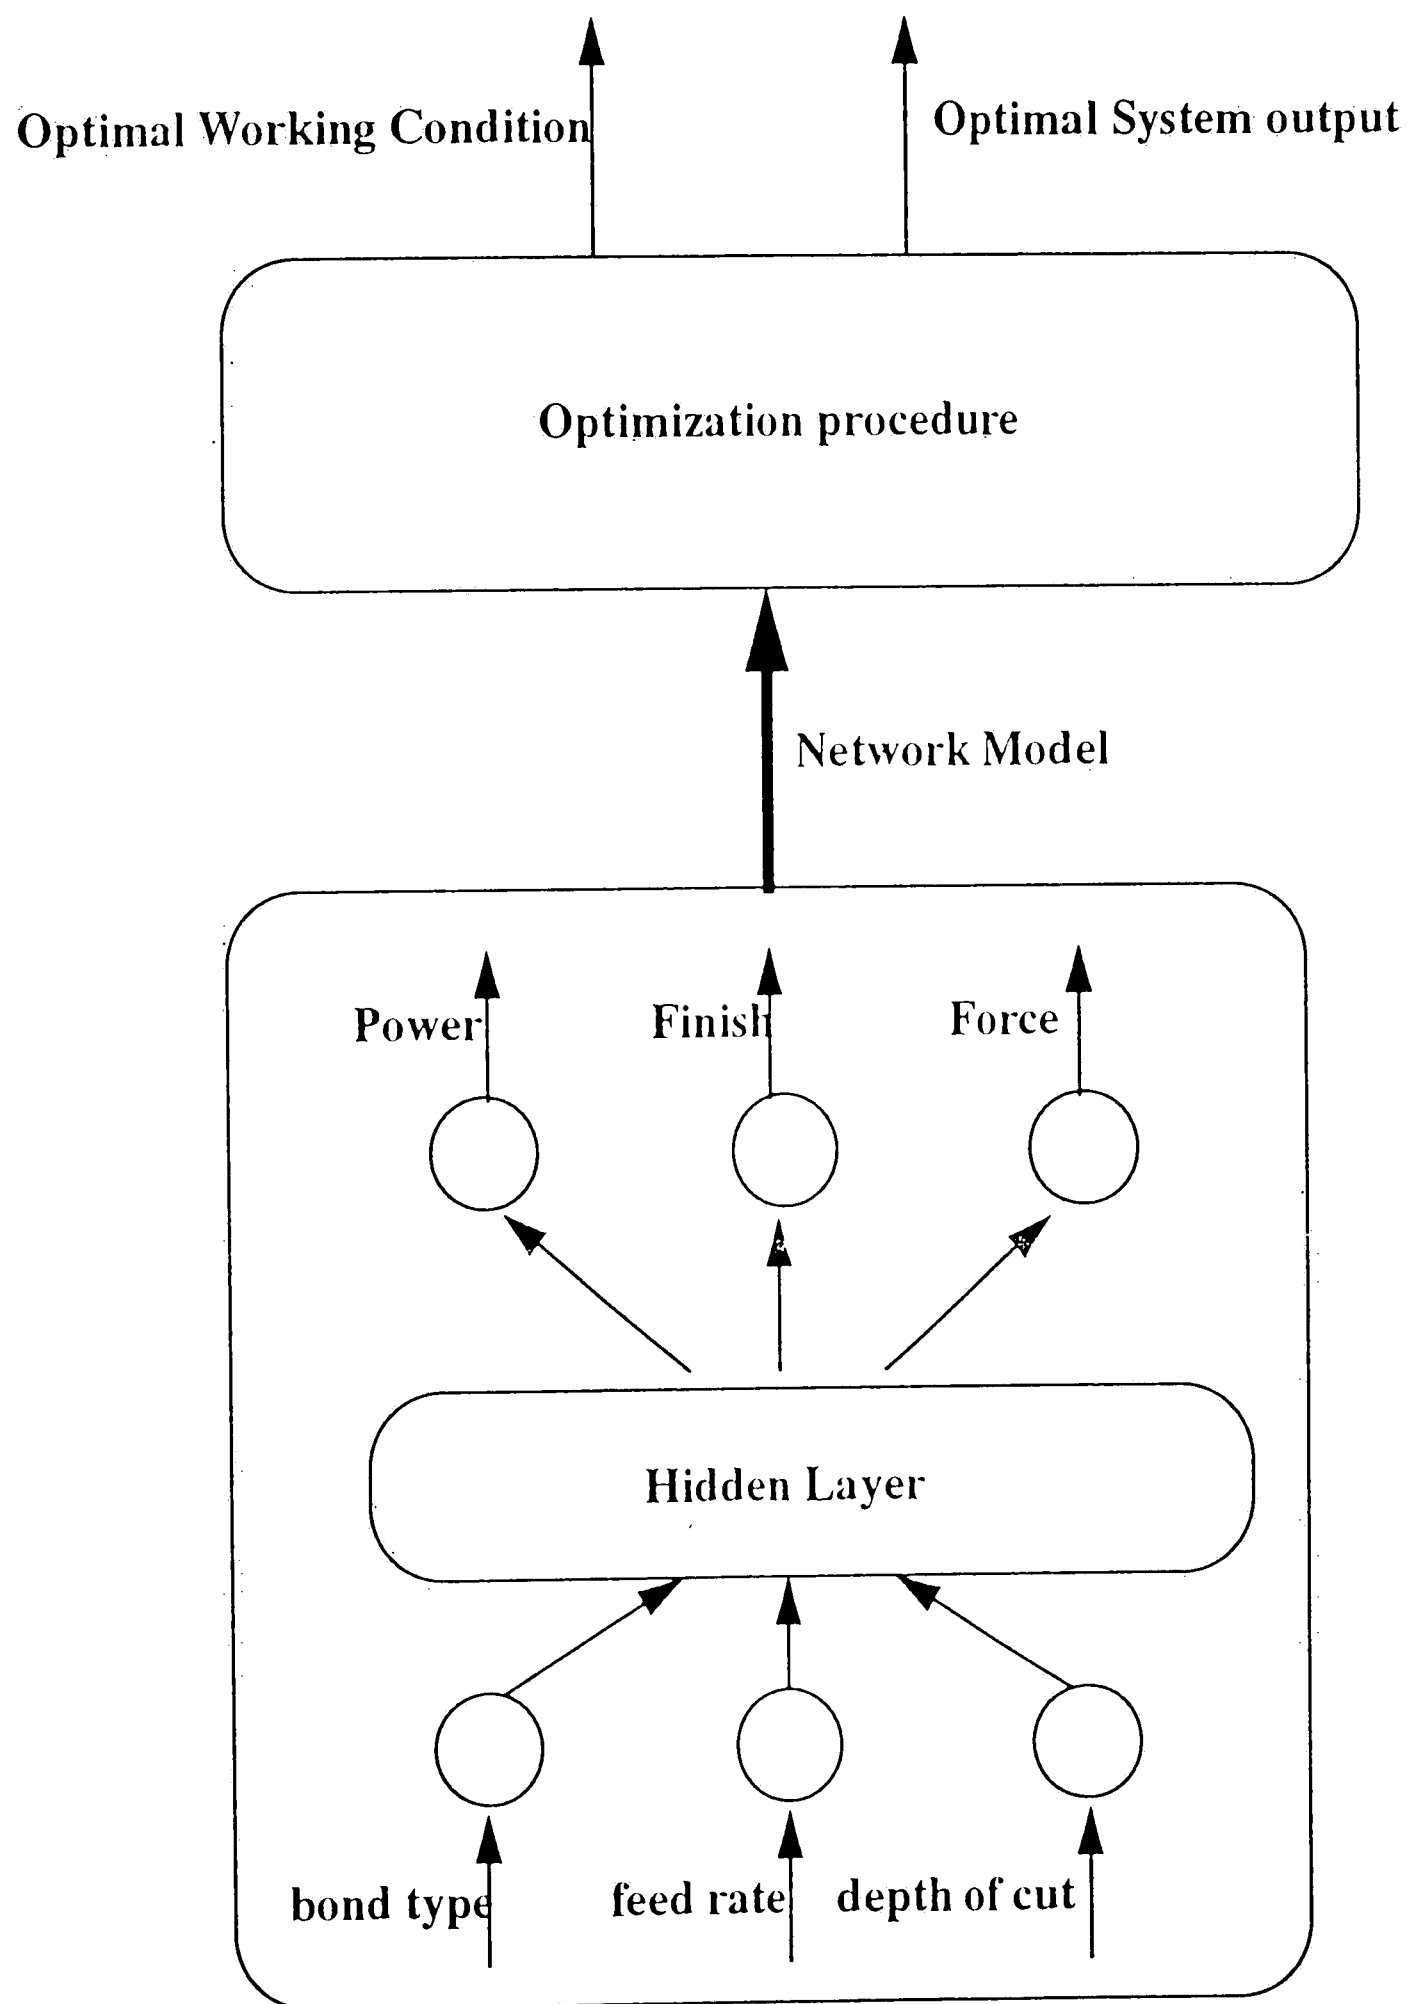 Optimal Working Condition
Optimal System output
Optimization procedure
Network Model
Power
Finish
Force
Hidden Layer
bond type
feed rate
depth of cut